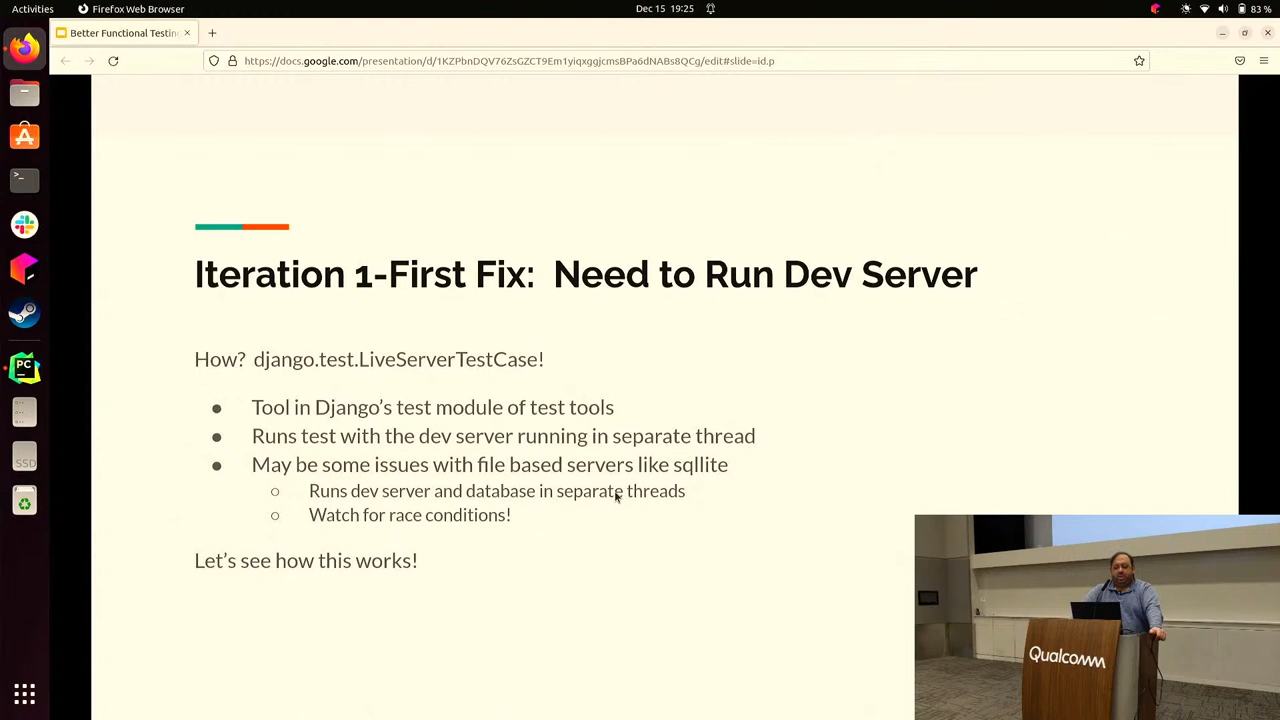 Activities
Firefox Web Browser
Dec 15 19:25
83 %
Better Functional Testing
https://docs.google.com/presentation/d/1KZPbnDQV76ZsGZCT9Em1yiqxggjcmsBPa6dNABs8QCg/edit#slide=id.p
Iteration 1-First Fix: Need to Run Dev Server
How? django.test.LiveServerTestCase!
● Tool in Django's test module of test tools
● Runs test with the dev server running in separate thread
● May be some issues with file based servers like sqllite
○ Runs dev server and database in separate threads
○ Watch for race conditions!
Let's see how this works!
PC
SSD
Qualcomm